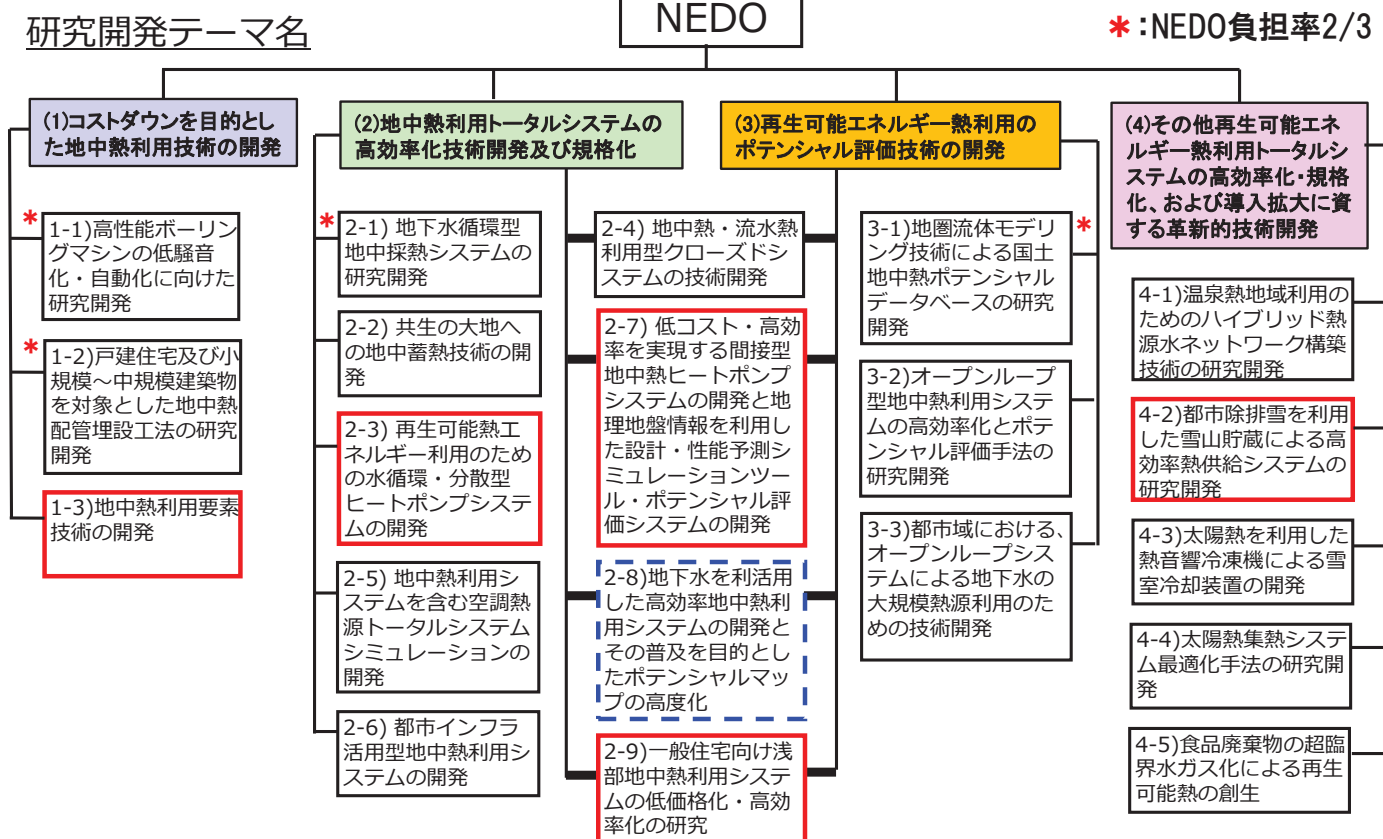 研究開発テーマ名
NEDO
*:NEDO負担率2/3
(1)コストダウンを目的とし
た地中熱利用技術の開発
*
1-1)高性能ボーリン
グマシンの低騒音
化・自動化に向けた
研究開発
*
1-2)戸建住宅及び小
規模～中規模建築物
を対象とした地中熱
配管埋設工法の研究
開発
1-3)地中熱利用要素
技術の開発
(2)地中熱利用トータルシステムの
高効率化技術開発及び規格化
*
2-1) 地下水循環型
地中採熱システムの
研究開発
2-2) 共生の大地へ
の地中蓄熱技術の開
発
2-3) 再生可能熱エ
ネルギー利用のため
の水循環・分散型
ヒートポンプシステ
ムの開発
2-5) 地中熱利用シ
ステムを含む空調熱
源トータルシステム
シミュレーションの
開発
2-6) 都市インフラ
活用型地中熱利用シ
ステムの開発
2-4) 地中熱・流水熱
利用型クローズドシ
ステムの技術開発
2-7) 低コスト・高効
率を実現する間接型
地中熱ヒートポンプ
システムの開発と地
理地盤情報を利用し
た設計・性能予測シ
ミュレーションツー
ル・ポテンシャル評
価システムの開発
2-8)地下水を利活用
した高効率地中熱利
用システムの開発と
その普及を目的とし
たポテンシャルマッ
プの高度化
2-9)一般住宅向け浅
部地中熱利用システ
ムの低価格化・高効
率化の研究
(3)再生可能エネルギー熱利用の
ポテンシャル評価技術の開発
*
3-1)地圏流体モデリ
ング技術による国土
地中熱ポテンシャル
データベースの研究
開発
3-2)オープンループ
型地中熱利用システ
ムの高効率化とポテ
ンシャル評価手法の
研究開発
3-3)都市域における、
オープンループシス
テムによる地下水の
大規模熱源利用のた
めの技術開発
(4)その他再生可能エネ
ルギー熱利用トータルシ
ステムの高効率化・規格
化、および導入拡大に資
する革新的技術開発
4-1)温泉熱地域利用の
ためのハイブリッド熱
源水ネットワーク構築
技術の研究開発
4-2)都市除排雪を利用
した雪山貯蔵による高
効率熱供給システムの
研究開発
4-3)太陽熱を利用した
熱音響冷凍機による雪
室冷却装置の開発
4-4)太陽熱集熱システ
ム最適化手法の研究開
発
4-5)食品廃棄物の超臨
界水ガス化による再生
可能熱の創生